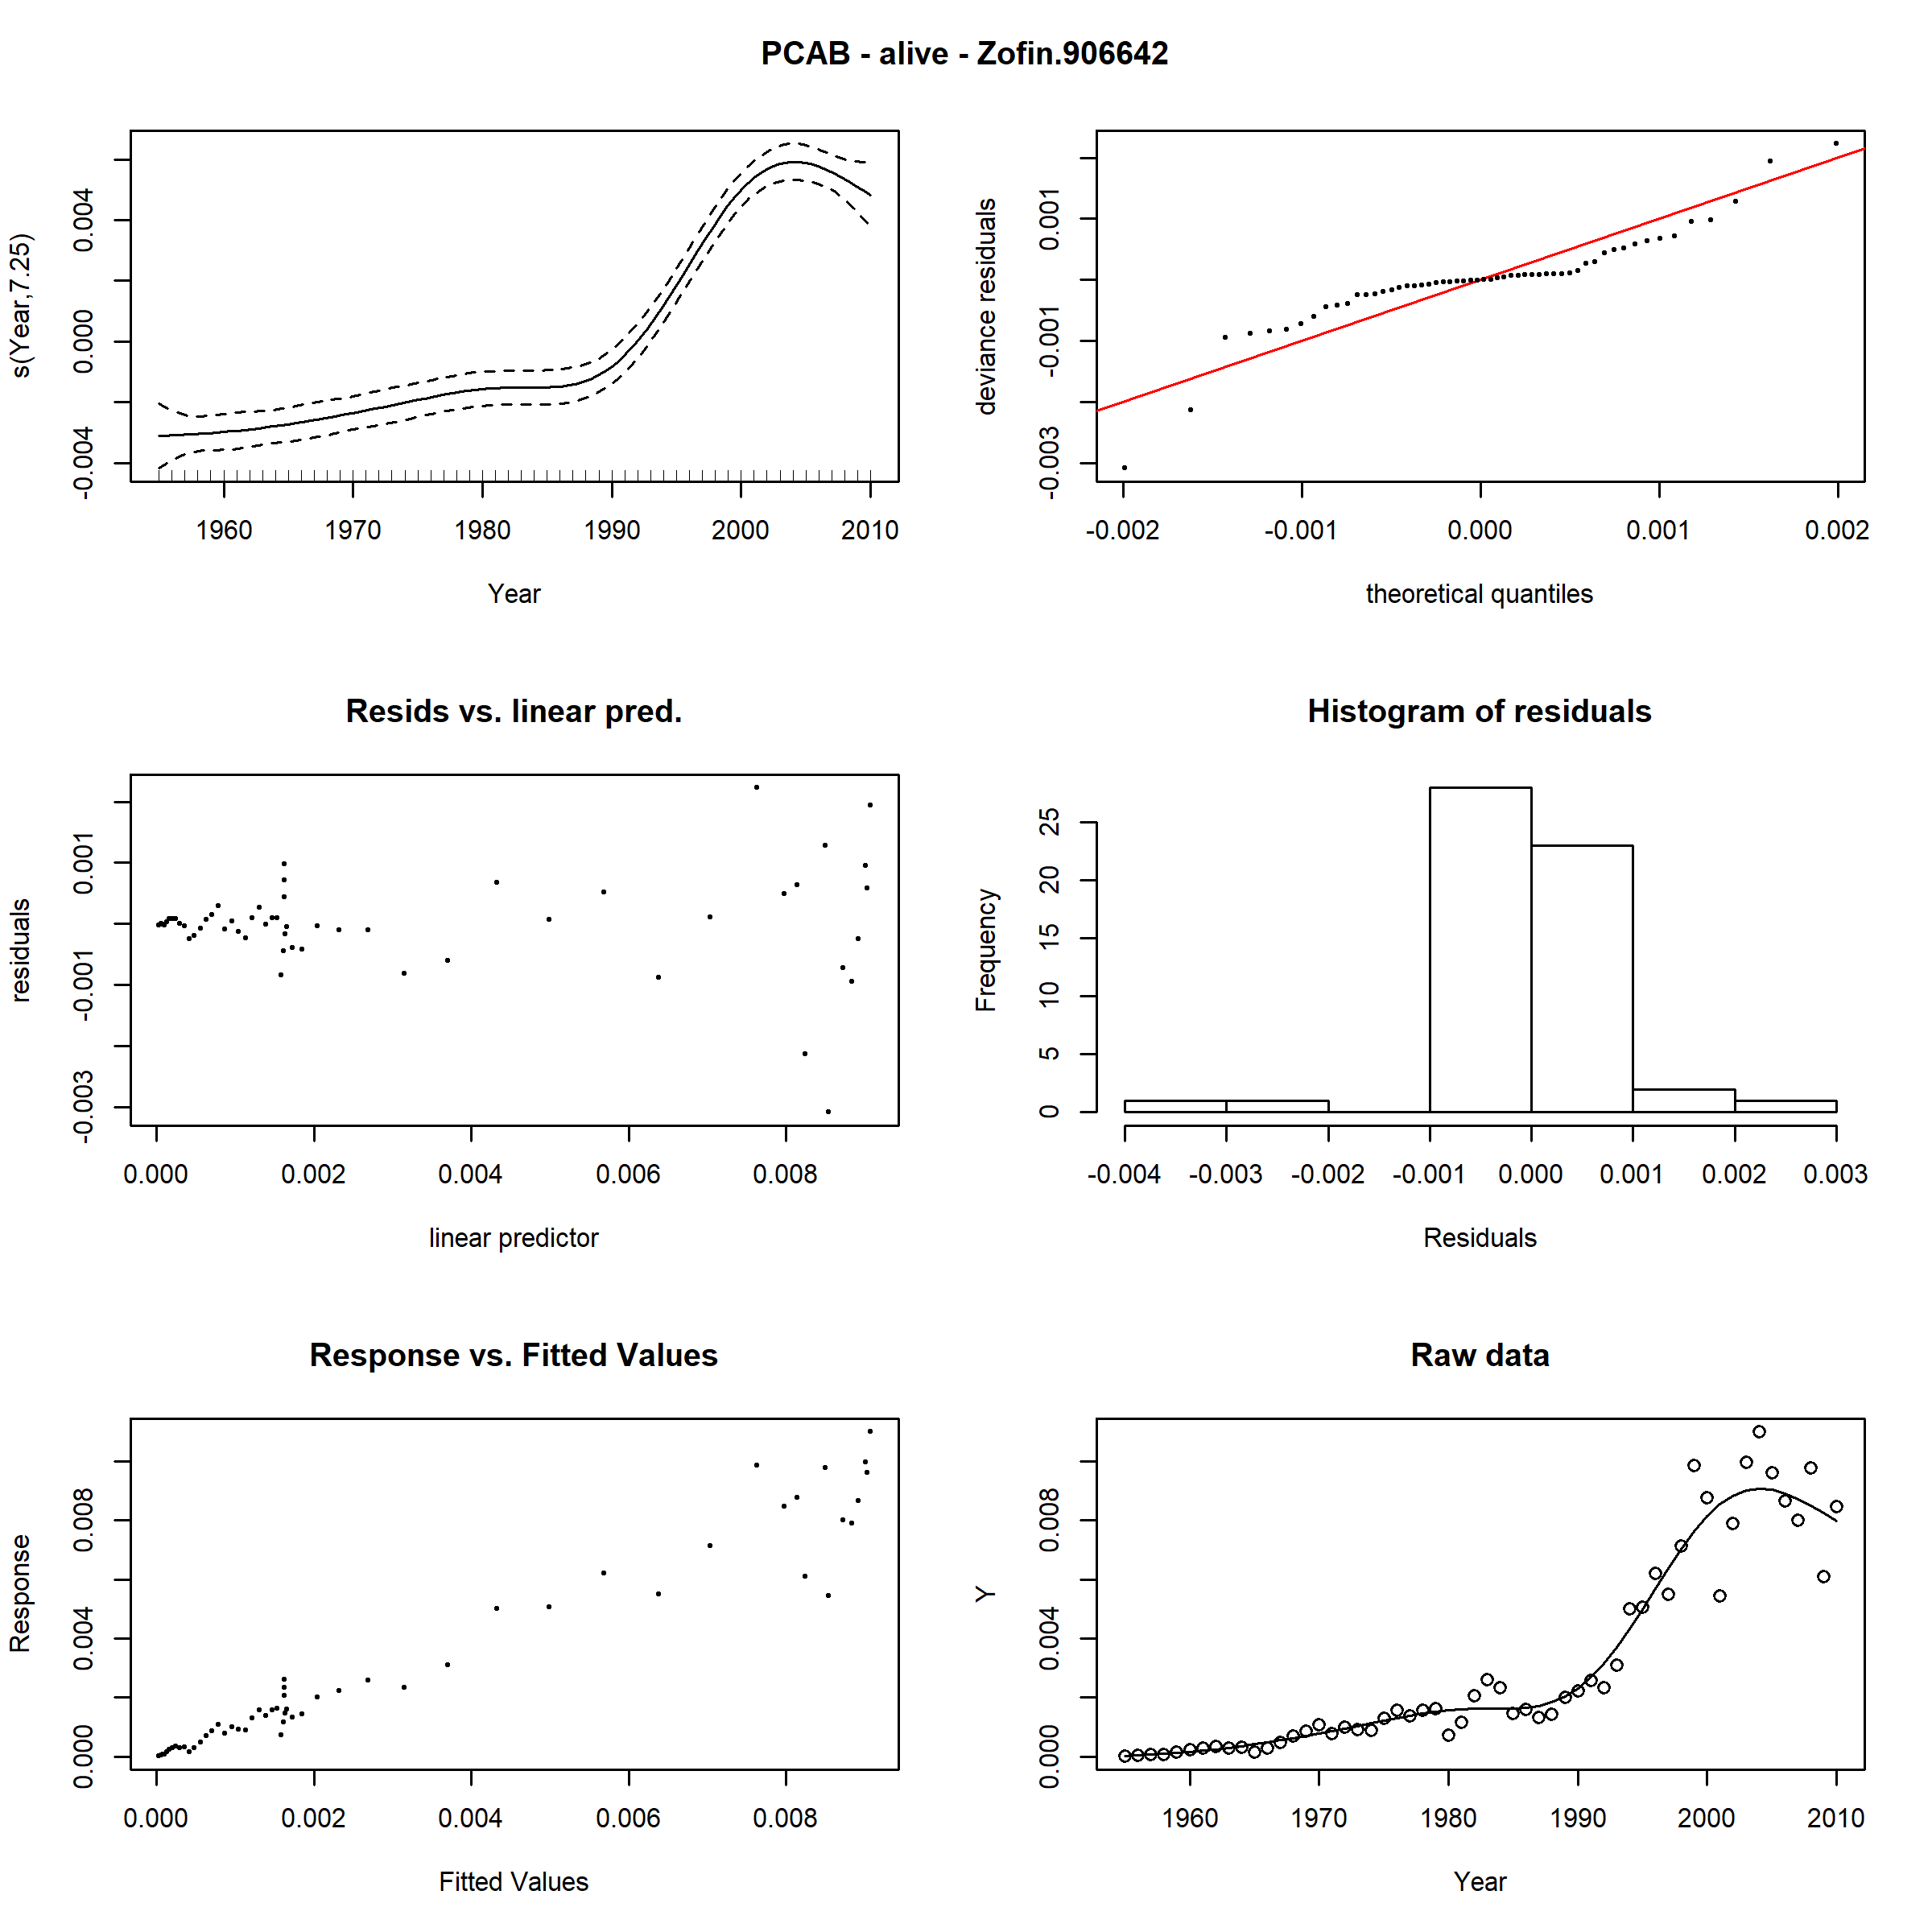 PCAB - alive - Zofin.906642
s(Year,7.25)
-0.004 0.000 0.004
1960 1970 1980 1990 2000 2010
Year
deviance residuals
-0.003 -0.001 0.001
-0.002 -0.001 0.000 0.001 0.002
theoretical quantiles
Resids vs. linear pred.
residuals
-0.003 -0.001 0.001
0.000 0.002 0.004 0.006 0.008
linear predictor
Histogram of residuals
Frequency
0 5 10 15 20 25
-0.004 -0.003 -0.002 -0.001 0.000 0.001 0.002 0.003
Residuals
Response vs. Fitted Values
Response
0.000 0.004 0.008
0.000 0.002 0.004 0.006 0.008
Fitted Values
Raw data
Y
0.000 0.004 0.008
1960 1970 1980 1990 2000 2010
Year